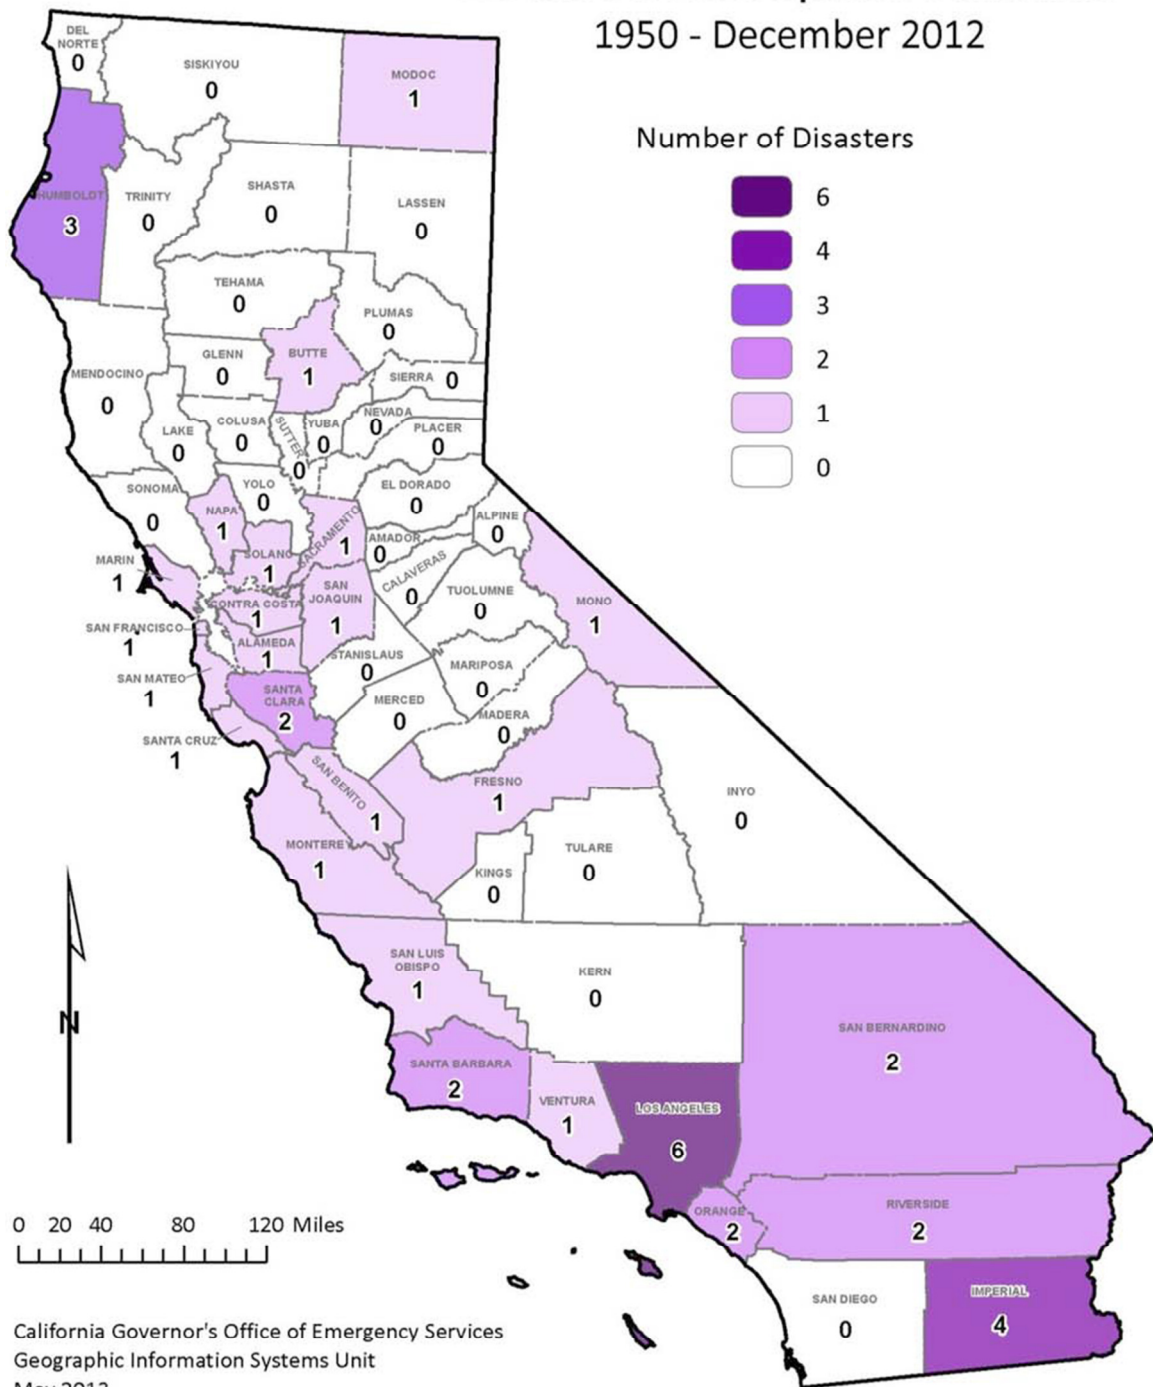 1950 - December 2012
Number of Disasters
6
4
3
2
1
0
DEL
NORTE
0
SISKIYOU
0
MODOC
1
HUMBOLDT
3
TRINITY
0
SHASTA
0
LASSEN
0
TEHAMA
0
PLUMAS
0
GLENN
0
BUTTE
1
MENDOCINO
0
SIERRA 0
LAKE
0
COLUSA
0
SUTTER
0
YUBA
0
NEVADA
0
PLACER
0
SONOMA
0
NAPA
1
YOLO
0
EL DORADO
0
SACRAMENTO
1
AMADOR
0
ALPINE
0
MARIN
1
SOLANO
1
CALAVERAS
0
TUOLUMNE
0
MONO
1
CONTRA COSTA
1
SAN
JOAQUIN
1
SAN FRANCISCO
1
ALAMEDA
1
STANISLAUS
0
MARIPOSA
0
SAN MATEO
1
SANTA
CLARA
2
MERCED
0
MADERA
0
SANTA CRUZ
1
SAN BENITO
1
FRESNO
1
INYO
0
MONTEREY
1
KINGS
0
TULARE
0
SAN LUIS
OBISPO
1
KERN
0
SAN BERNARDINO
2
SANTA BARBARA
2
VENTURA
1
LOS ANGELES
6
ORANGE
2
RIVERSIDE
2
SAN DIEGO
0
IMPERIAL
4
N
0 20 40 80 120 Miles
California Governor's Office of Emergency Services
Geographic Information Systems Unit
May 2013